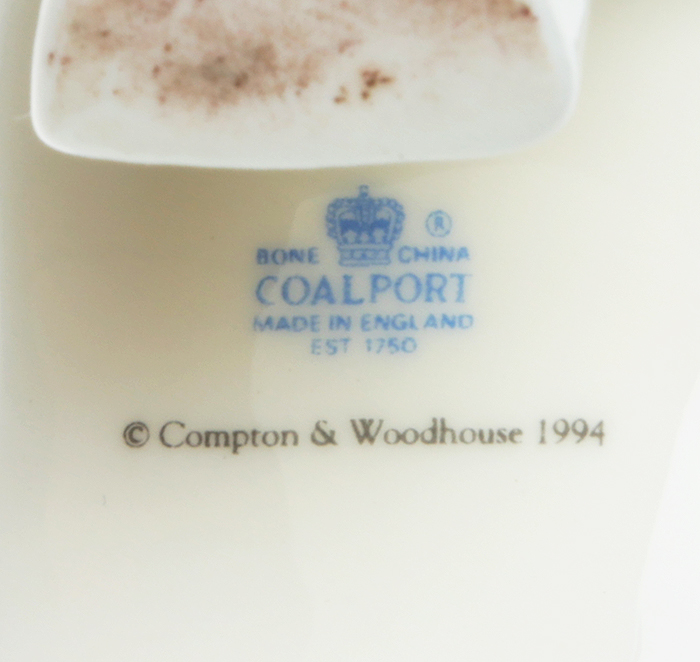 ®
BONE CHINA
COALPORT
MADE IN ENGLAND
EST 1750
© Compton & Woodhouse 1994